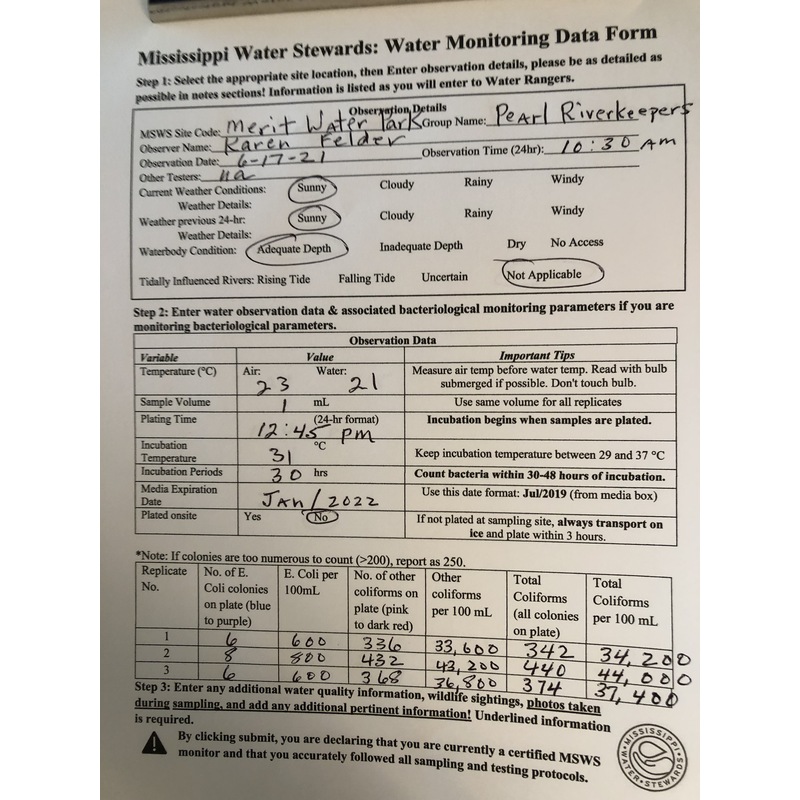 Mississippi Water Stewards: Water Monitoring Data Form
Step 1: Select the appropriate site location, then Enter observation details, please be as detailed as
possible in notes sections! Information is listed as you will enter to Water Rangers.
Observation Details
MSWS Site Code: Merit Water Park Group Name: Pearl Riverkeepers
Observer Name: Karen Felder
Observation Date: 6-17-21 Observation Time (24hr): 10:30 AM
Other Testers: na
Current Weather Conditions: Sunny Cloudy Rainy Windy
Weather Details:
Weather previous 24-hr: Sunny Cloudy Rainy Windy
Weather Details:
Waterbody Condition: Adequate Depth Inadequate Depth Dry No Access
Tidally Influenced Rivers: Rising Tide Falling Tide Uncertain Not Applicable
Step 2: Enter water observation data & associated bacteriological monitoring parameters if you are
monitoring bacteriological parameters.
Observation Data
Variable Value Important Tips
Temperature (°C) Air: 23 Water: 21 Measure air temp before water temp. Read with bulb
submerged if possible. Don't touch bulb.
Sample Volume 1 mL Use same volume for all replicates
Plating Time 12:45 pm (24-hr format) Incubation begins when samples are plated.
Incubation
Temperature 31 °C Keep incubation temperature between 29 and 37 °C
Incubation Periods 30 hrs Count bacteria within 30-48 hours of incubation.
Media Expiration
Date Jan/2022 Use this date format: Jul/2019 (from media box)
Plated onsite Yes No If not plated at sampling site, always transport on
ice and plate within 3 hours.
*Note: If colonies are too numerous to count (>200), report as 250.
Replicate No. No. of E. Coli colonies on plate (blue to purple) E. Coli per 100mL No. of other coliforms on plate (pink to dark red) Other coliforms per 100 mL Total Coliforms (all colonies on plate) Total Coliforms per 100 mL
1 6 600 336 33,600 342 34,200
2 8 800 432 43,200 440 44,000
3 6 600 368 36,800 374 37,400
Step 3: Enter any additional water quality information, wildlife sightings, photos taken
during sampling, and add any additional pertinent information! Underlined information
is required.
By clicking submit, you are declaring that you are currently a certified MSWS
monitor and that you accurately followed all sampling and testing protocols.
MISSISSIPPI
WATER STEWARDS